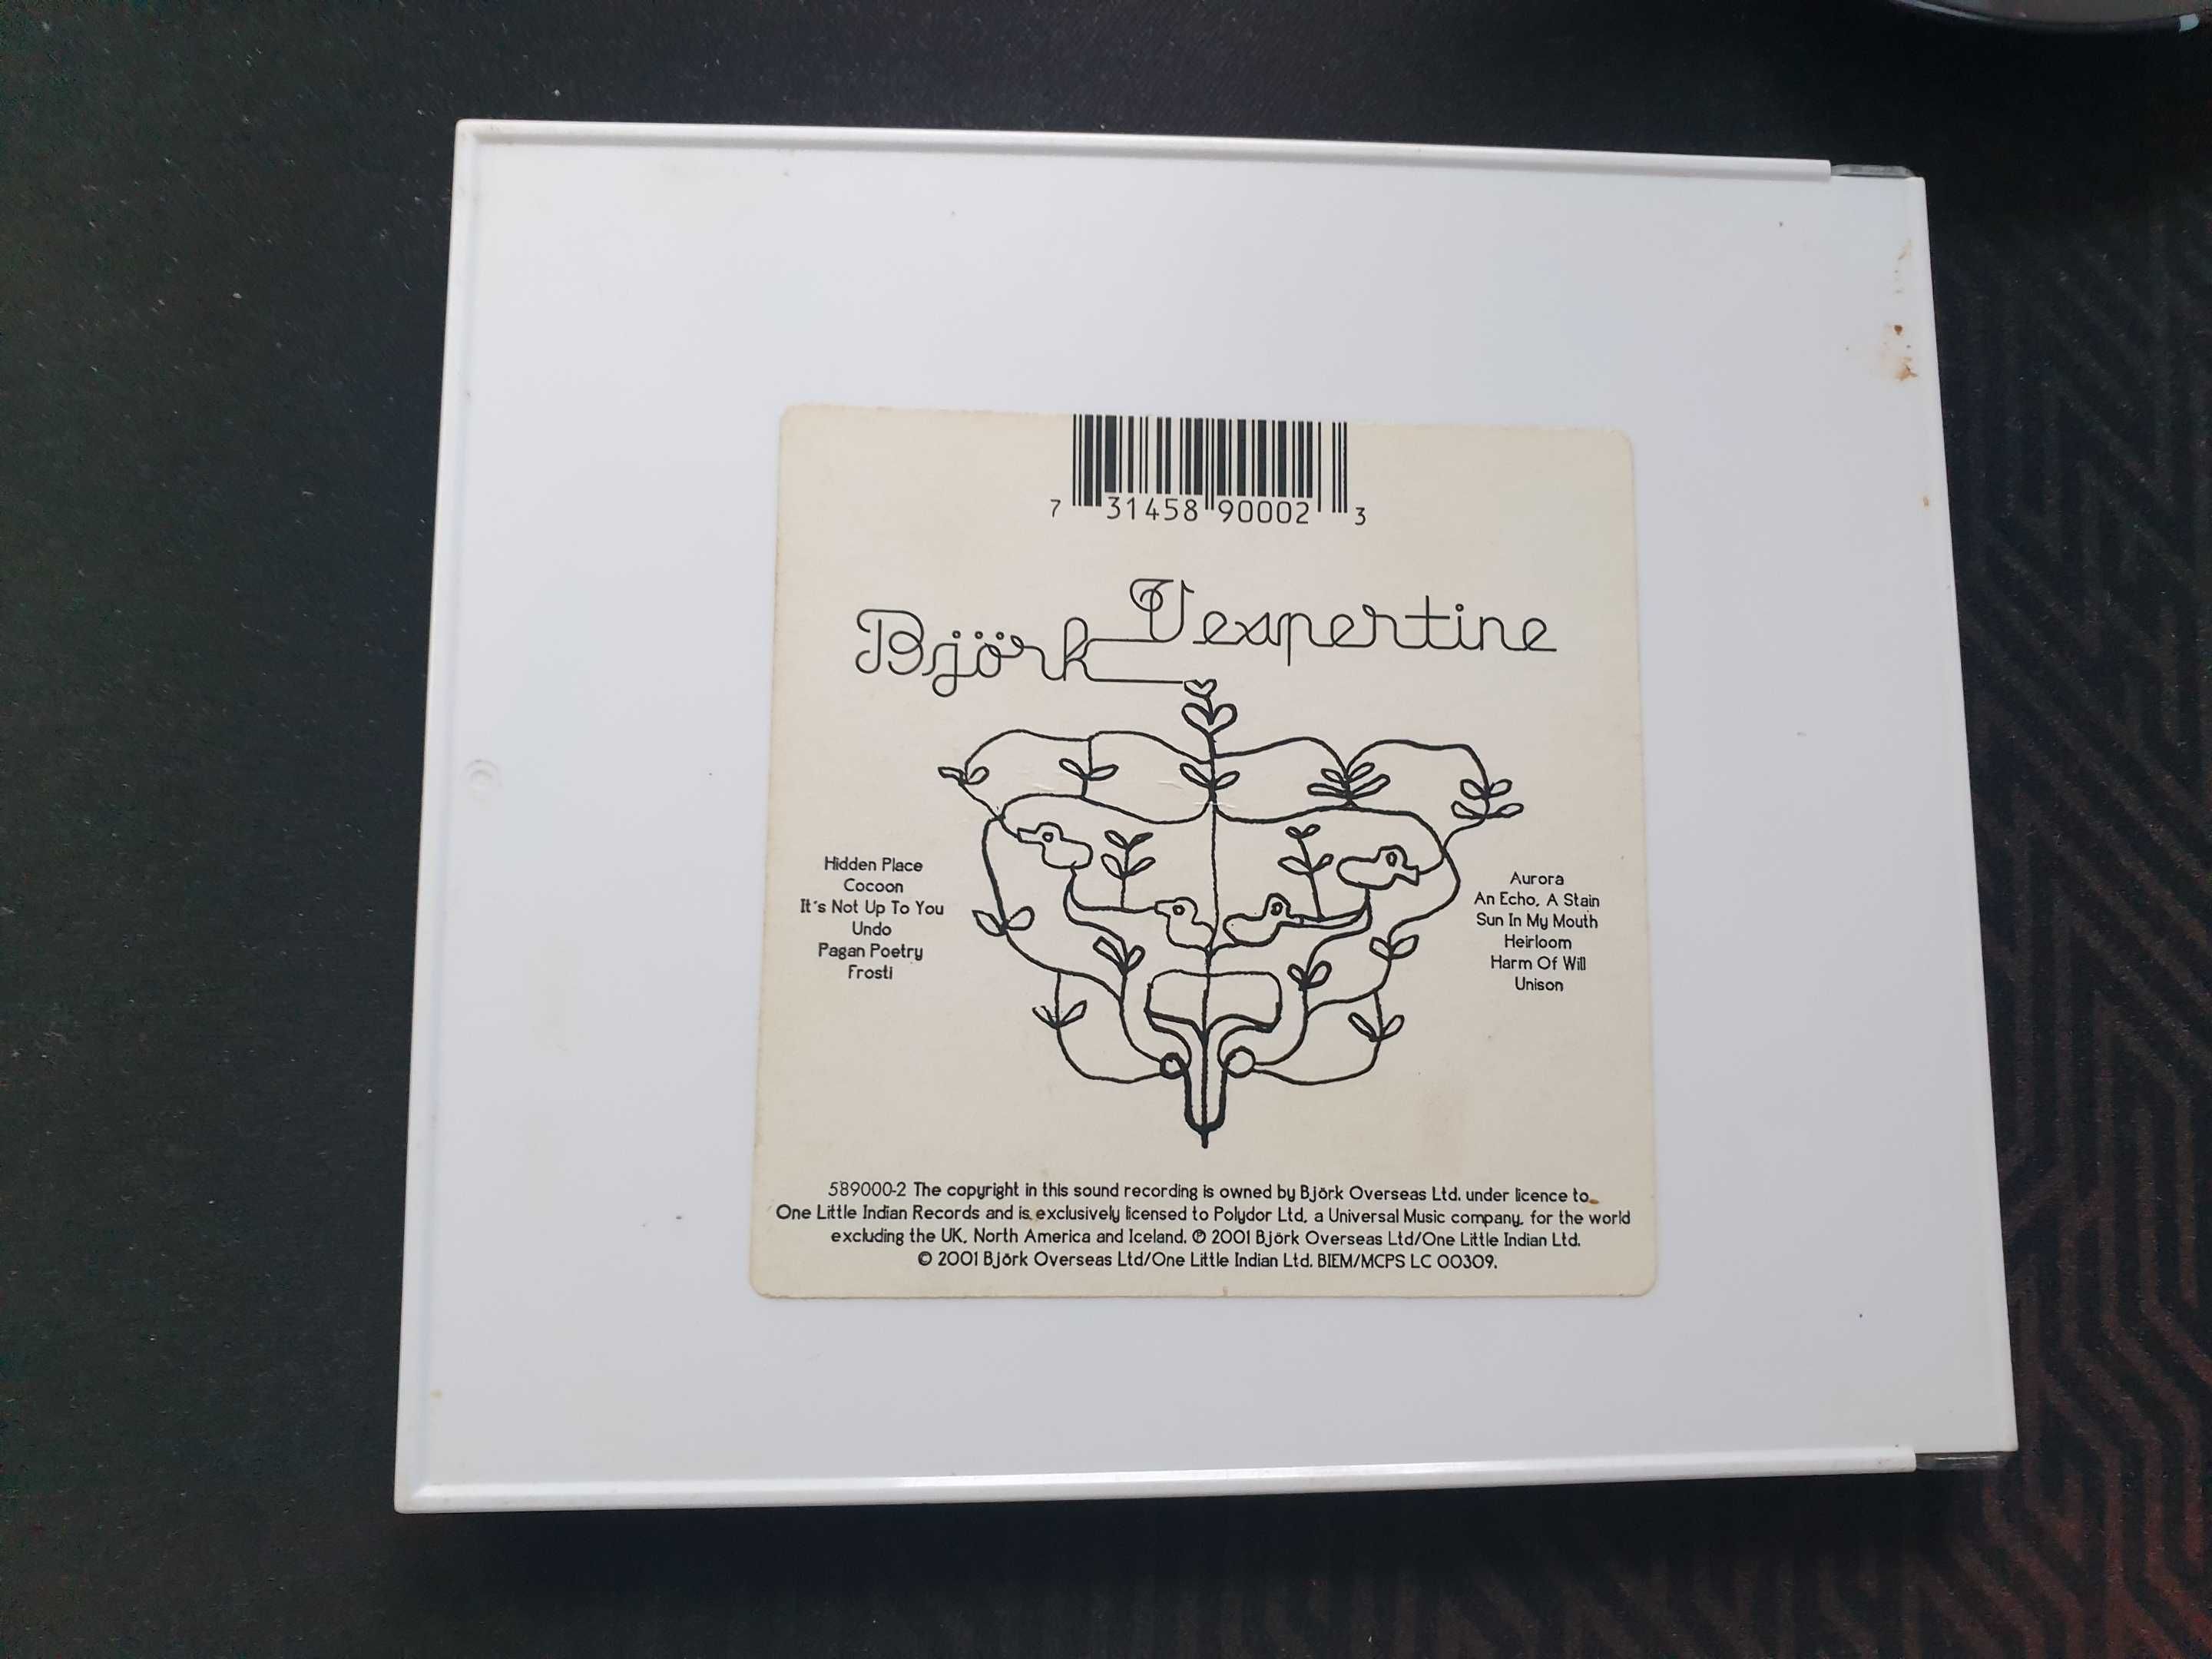 7 31458 90002 3
Björk Vespertine
Hidden Place
Cocoon
It's Not Up To You
Undo
Pagan Poetry
Frosti
Aurora
An Echo, A Stain
Sun In My Mouth
Heirloom
Harm Of Will
Unison
589000-2 The copyright in this sound recording is owned by Björk Overseas Ltd. under licence to
One Little Indian Records and is exclusively licensed to Polydor Ltd, a Universal Music company, for the world
excluding the UK, North America and Iceland. ℗ 2001 Björk Overseas Ltd/One Little Indian Ltd.
© 2001 Björk Overseas Ltd/One Little Indian Ltd. BIEM/MCPS LC 00309.